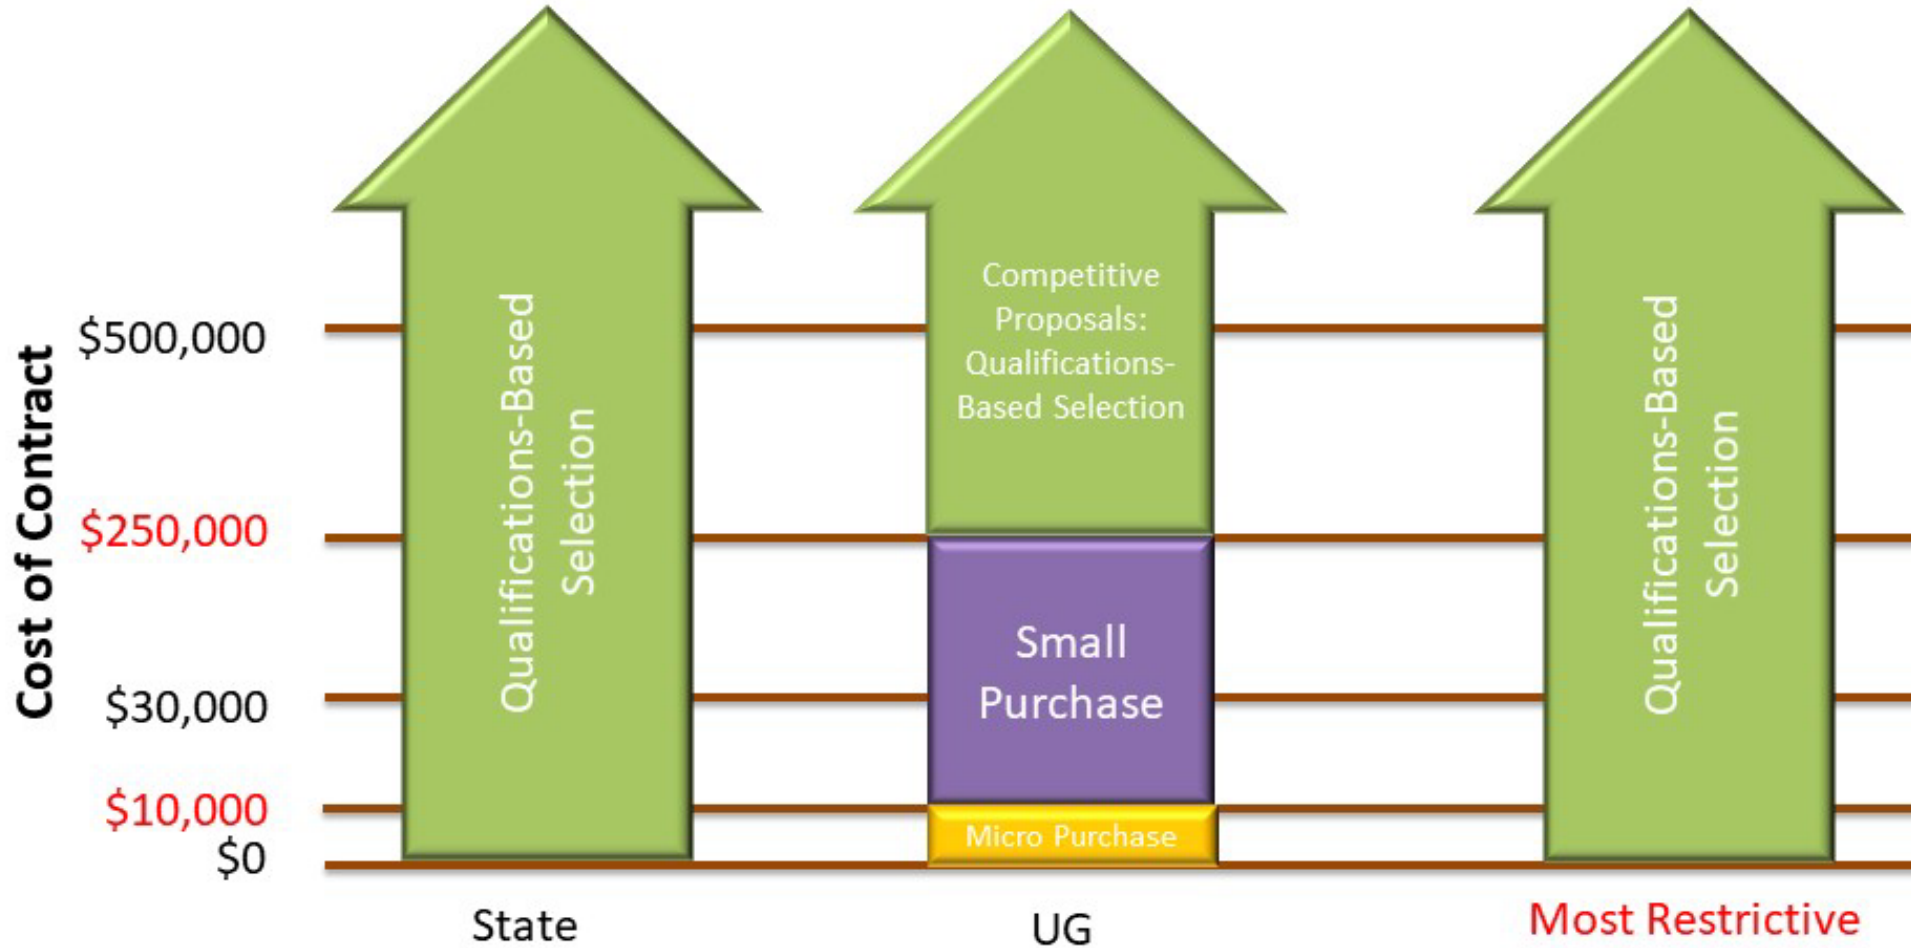 Cost of Contract
$500,000
$250,000
$30,000
$10,000
$0
Qualifications-Based
Selection
Competitive
Proposals:
Qualifications-
Based Selection
Small
Purchase
Micro Purchase
Qualifications-Based
Selection
State
UG
Most Restrictive